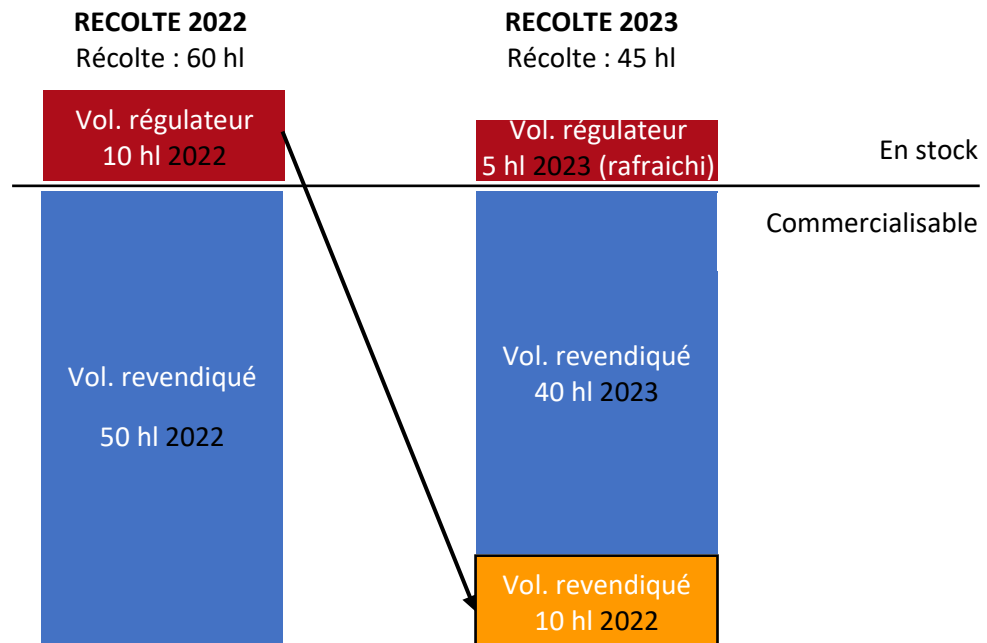 RECOLTE 2022
Récolte : 60 hl
Vol. régulateur
10 hl 2022
Vol. revendiqué
50 hl 2022
RECOLTE 2023
Récolte : 45 hl
Vol. régulateur
5 hl 2023 (rafraichi)
Vol. revendiqué
40 hl 2023
Vol. revendiqué
10 hl 2022
En stock
Commercialisable